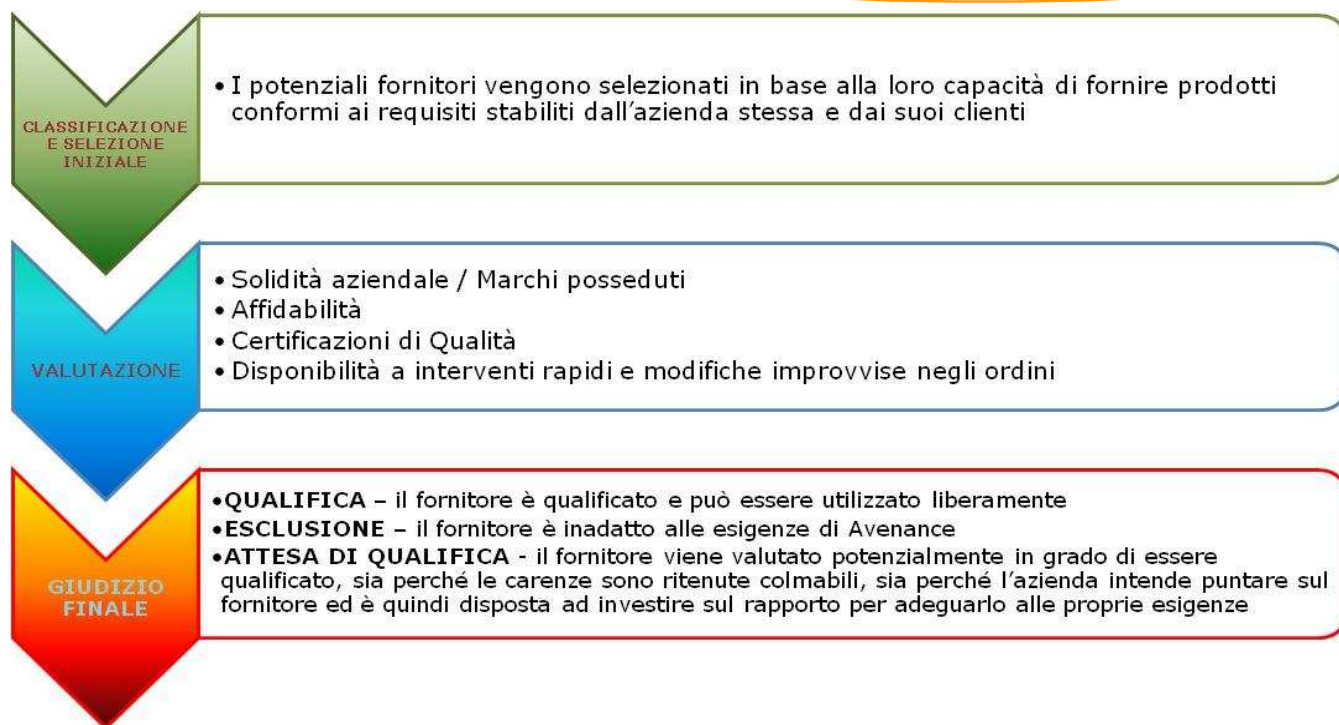 CLASSIFICAZIONE
E SELEZIONE
INIZIALE
• I potenziali fornitori vengono selezionati in base alla loro capacità di fornire prodotti
conformi ai requisiti stabiliti dall'azienda stessa e dai suoi clienti
VALUTAZIONE
• Solidità aziendale / Marchi posseduti
• Affidabilità
• Certificazioni di Qualità
• Disponibilità a interventi rapidi e modifiche improvvise negli ordini
GIUDIZIO
FINALE
•QUALIFICA – il fornitore è qualificato e può essere utilizzato liberamente
•ESCLUSIONE – il fornitore è inadatto alle esigenze di Avenance
•ATTESA DI QUALIFICA - il fornitore viene valutato potenzialmente in grado di essere
qualificato, sia perché le carenze sono ritenute colmabili, sia perché l'azienda intende puntare sul
fornitore ed è quindi disposta ad investire sul rapporto per adeguarlo alle proprie esigenze